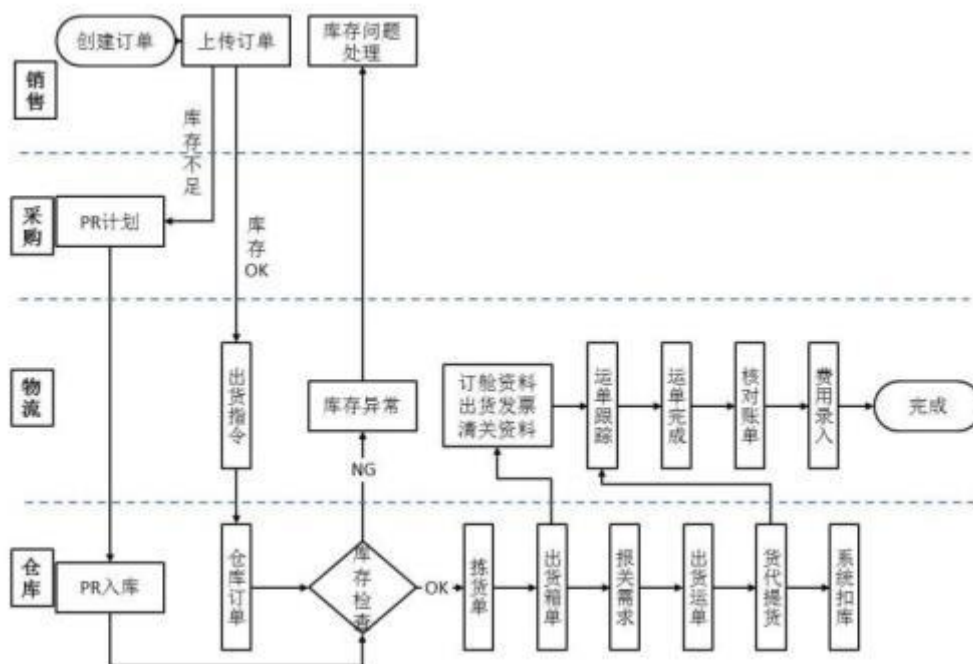 创建订单
上传订单
库存问题
处理
销售
库存不足
采购
PR计划
库存
OK
物流
出货指令
库存异常
订舱资料
出货发票
清关资料
运单跟踪
运单完成
核对账单
费用录入
完成
NG
仓库
PR入库
仓库订单
库存检查
OK
拣货单
出货箱单
报关需求
出货运单
货代提货
系统扣库